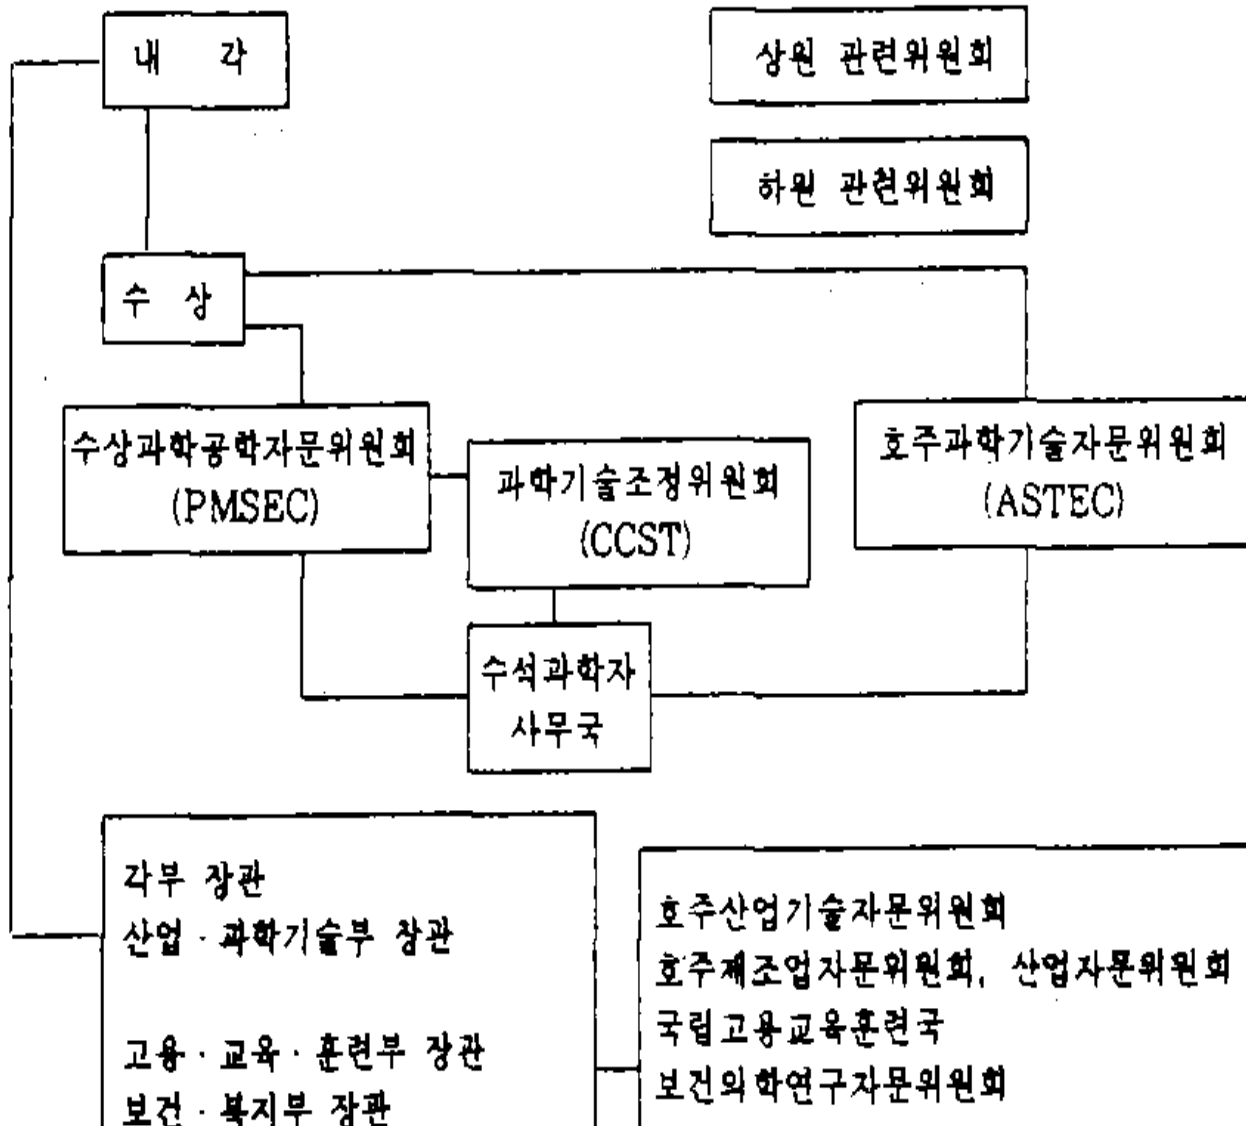 내 각
상원 관련위원회
하원 관련위원회
수 상
수상과학공학자문위원회
(PMSEC)
과학기술조정위원회
(CCST)
호주과학기술자문위원회
(ASTEC)
수석과학자
사무국
각부 장관
산업 · 과학기술부 장관
고용 · 교육 · 훈련부 장관
보건 · 복지부 장관
호주산업기술자문위원회
호주제조업자문위원회, 산업자문위원회
국립고용교육훈련국
보건의학연구자문위원회